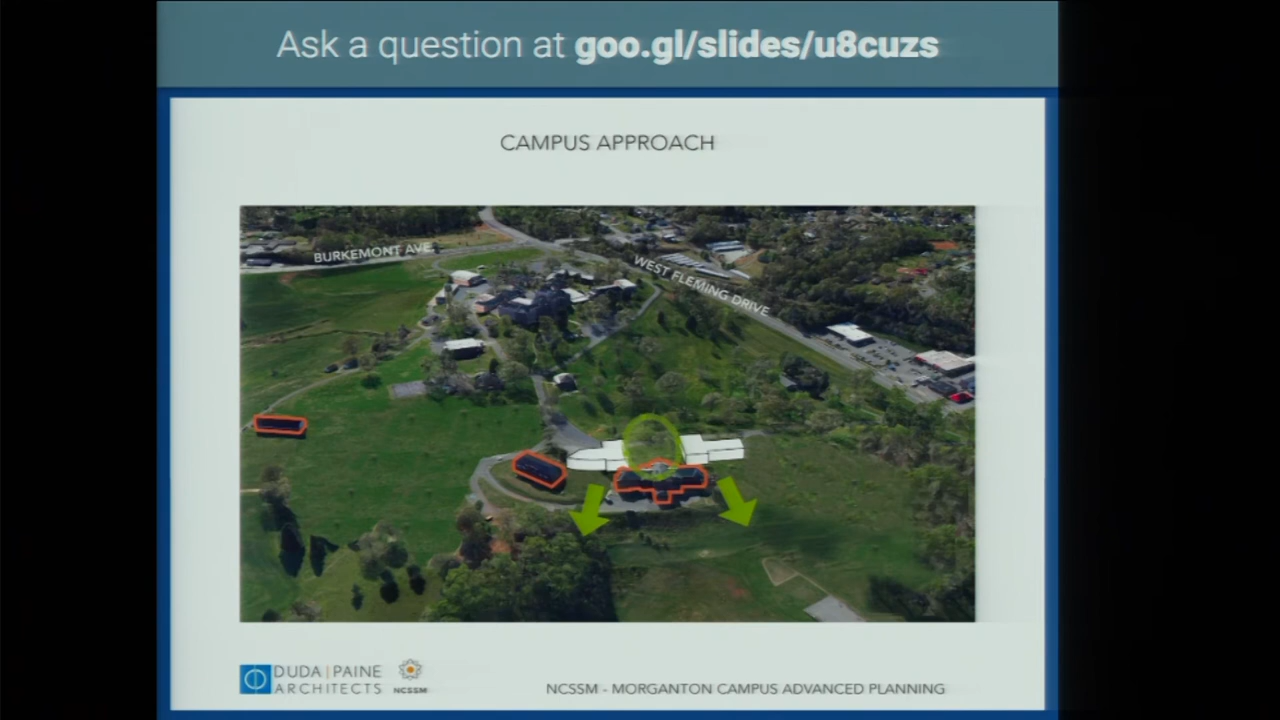 Ask a question at goo.gl/slides/u8cuzs
CAMPUS APPROACH
BURKEMONT AVE.
WEST FLEMING DRIVE
DUDA | PAINE
ARCHITECTS
NCSSM
NCSSM - MORGANTON CAMPUS ADVANCED PLANNING